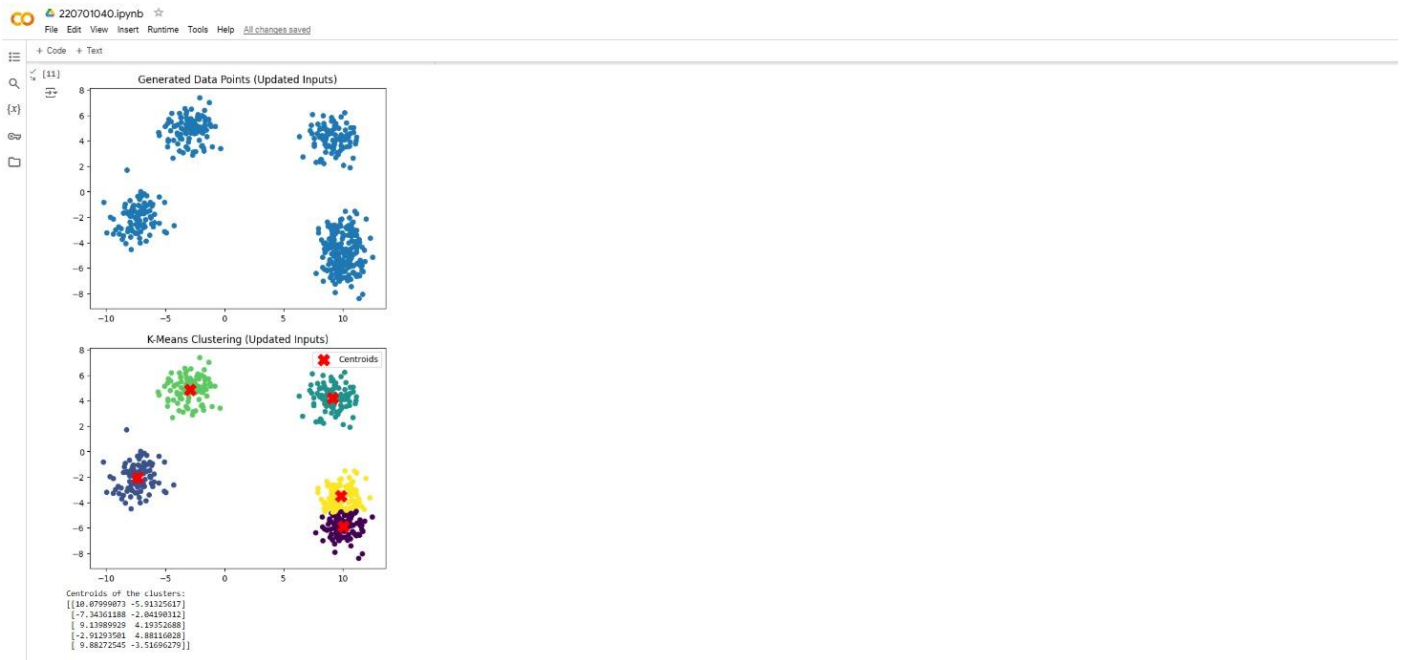 220701040.ipynb
File Edit View Insert Runtime Tools Help All changes saved
+ Code + Text
[11]
{x}
Generated Data Points (Updated Inputs)
8
6
4
2
0
−2
−4
−6
−8
−10 −5 0 5 10
K-Means Clustering (Updated Inputs)
Centroids
8
6
4
2
0
−2
−4
−6
−8
−10 −5 0 5 10
Centroids of the clusters:
[[10.07999073 -5.91325617]
[-7.34361188 -2.04190312]
[ 9.13989929 4.19352688]
[-2.91293501 4.88116028]
[ 9.88272545 -3.51696279]]